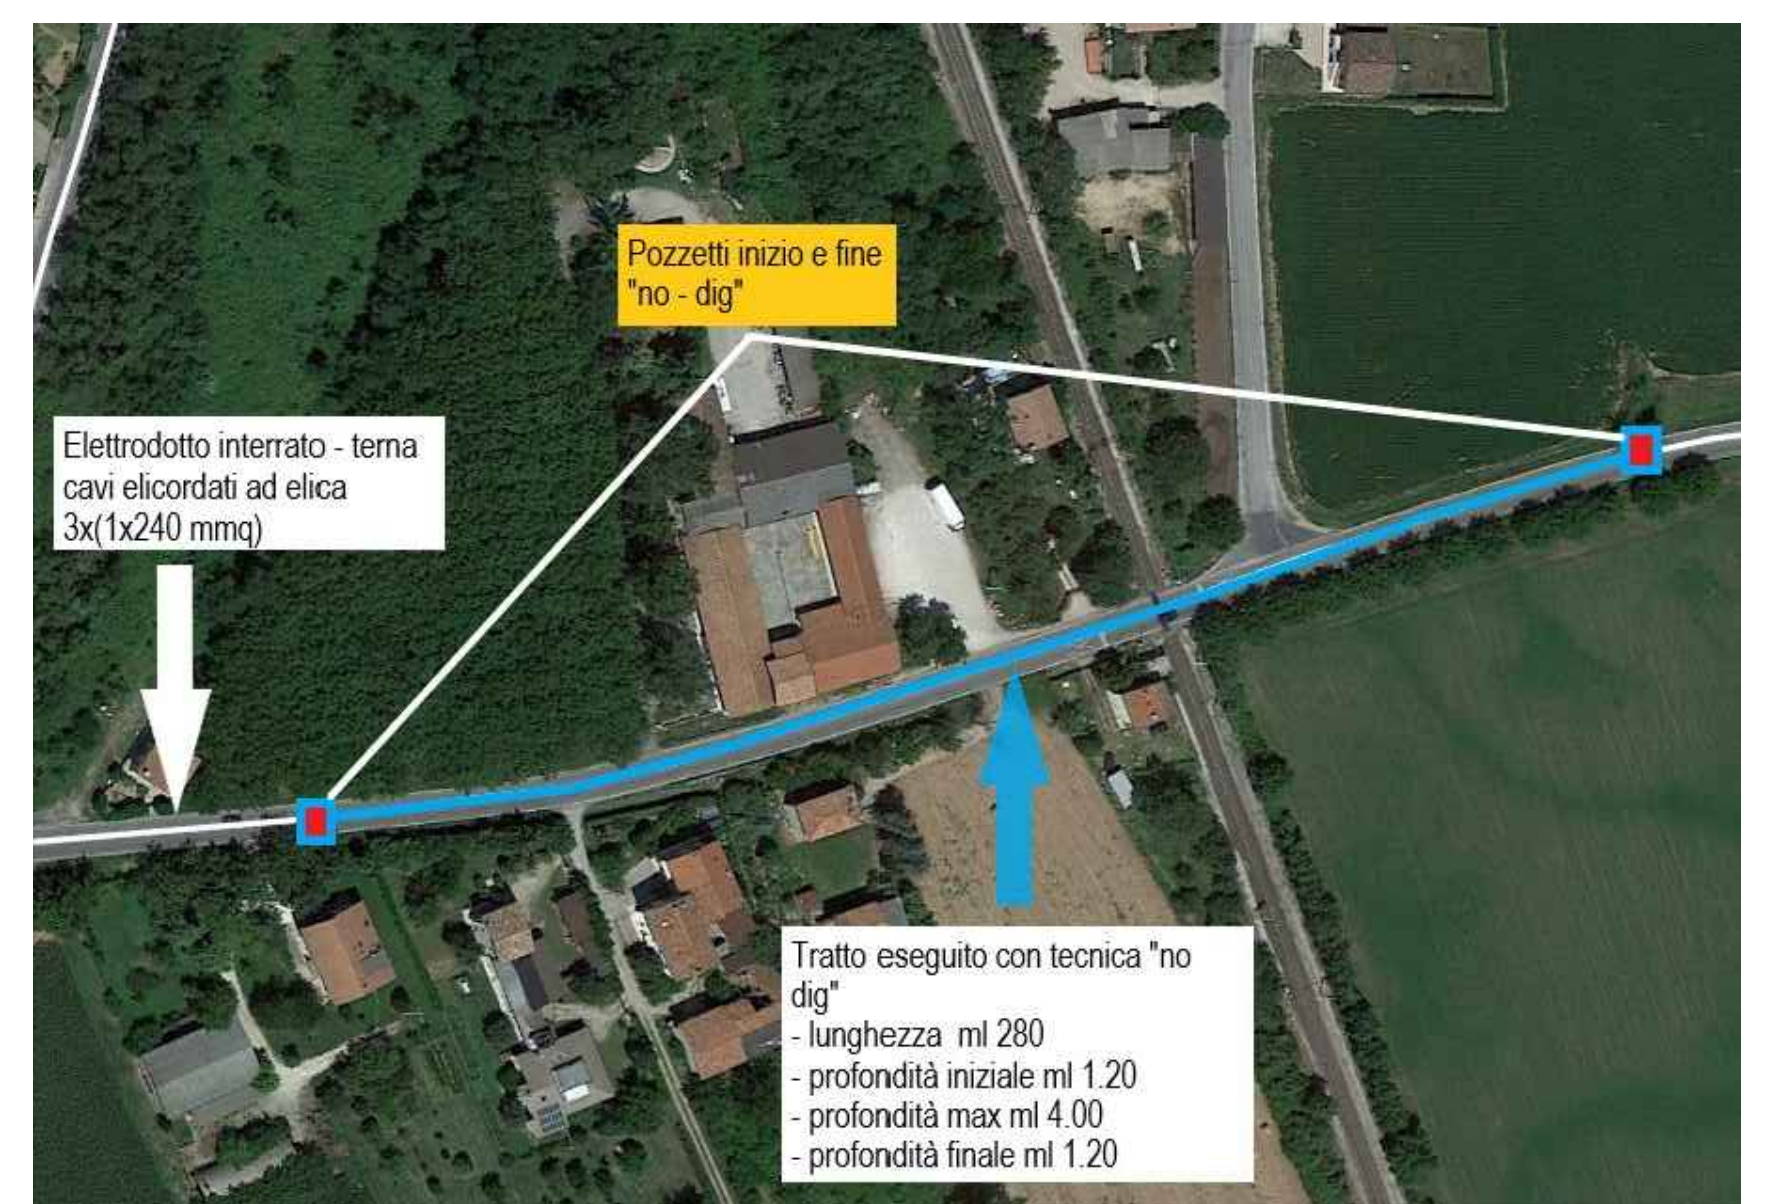 Pozzetti inizio e fine
"no - dig"
Elettrodotto interrato - terna
cavi elicordati ad elica
3x(1x240 mmq)
Tratto eseguito con tecnica "no
dig"
- lunghezza ml 280
- profondità iniziale ml 1.20
- profondità max ml 4.00
- profondità finale ml 1.20